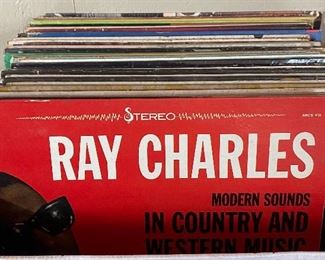 STEREO
RAY CHARLES
MODERN SOUNDS
IN COUNTRY AND
WESTERN MUSIC